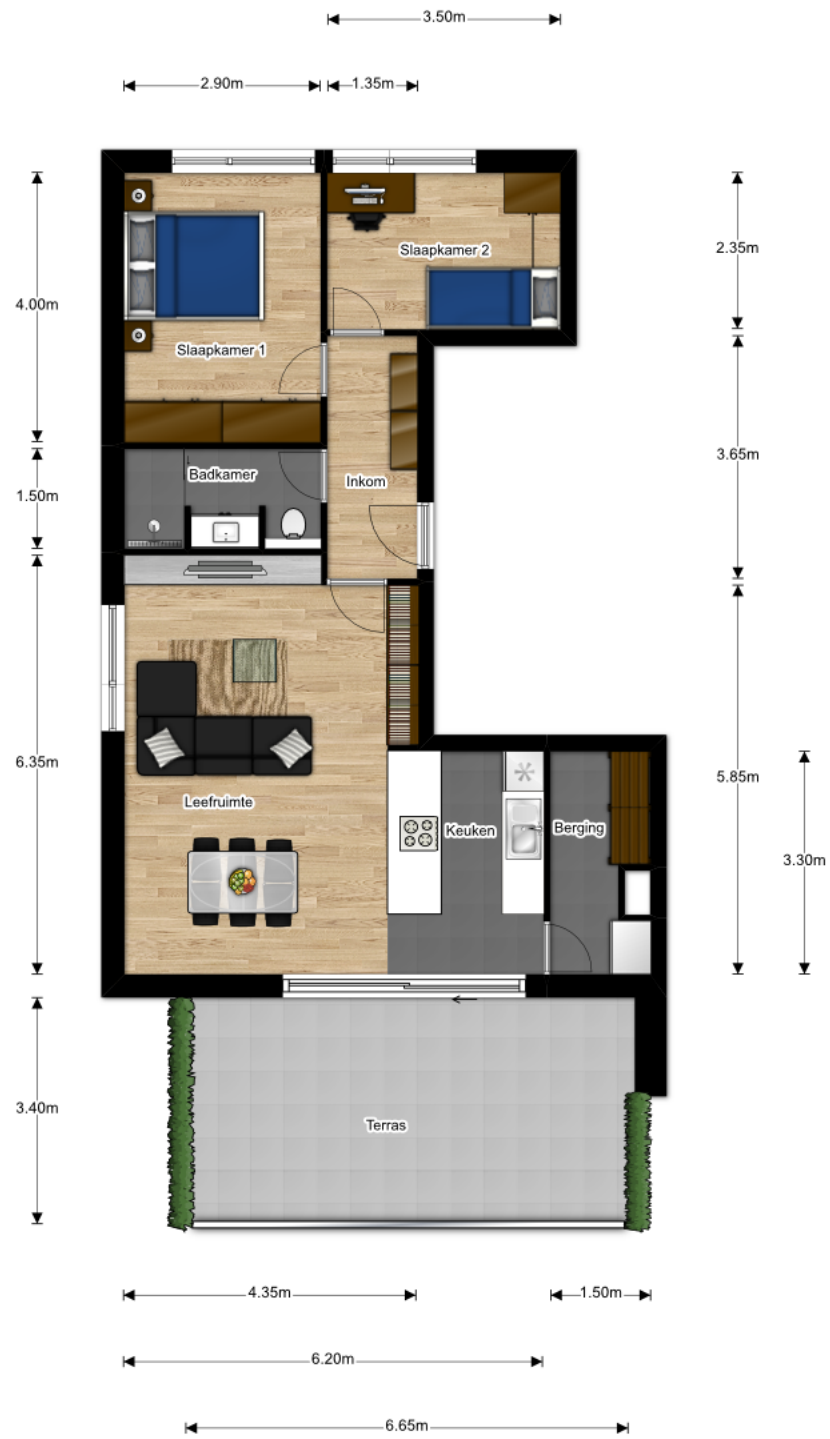 3.50m
2.90m
1.35m
4.00m
2.35m
Slaapkamer 2
Slaapkamer 1
3.65m
1.50m
Badkamer
Inkom
6.35m
5.85m
Leefruimte
Keuken
Berging
3.30m
3.40m
Terras
4.35m
1.50m
6.20m
6.65m